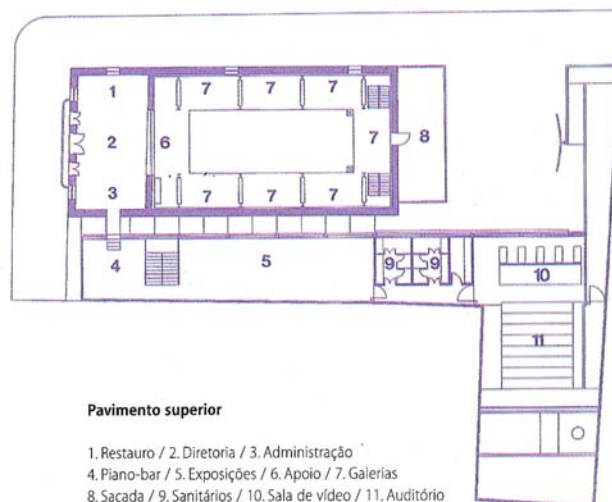 1 7 7 7
2 6 7 8
3 7 7 7
4 5 9 9 10
11
Pavimento superior
1. Restauro / 2. Diretoria / 3. Administração
4. Piano-bar / 5. Exposições / 6. Apoio / 7. Galerias
8. Sacada / 9. Sanitários / 10. Sala de vídeo / 11. Auditório